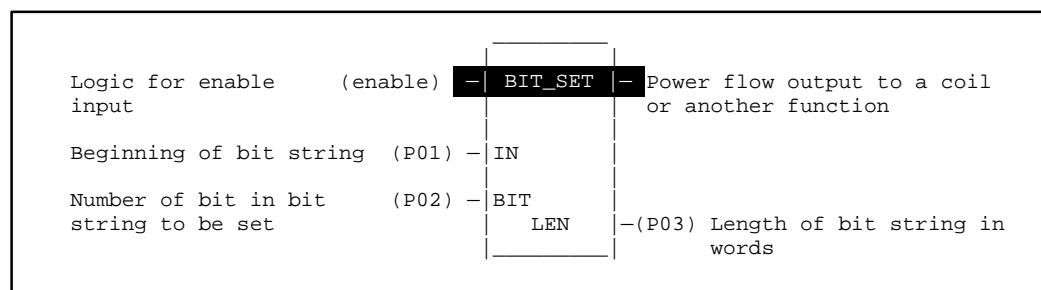 Logic for enable (enable) BIT_SET Power flow output to a coil
input or another function
Beginning of bit string (P01) IN
Number of bit in bit (P02) BIT
string to be set LEN (P03) Length of bit string in
words